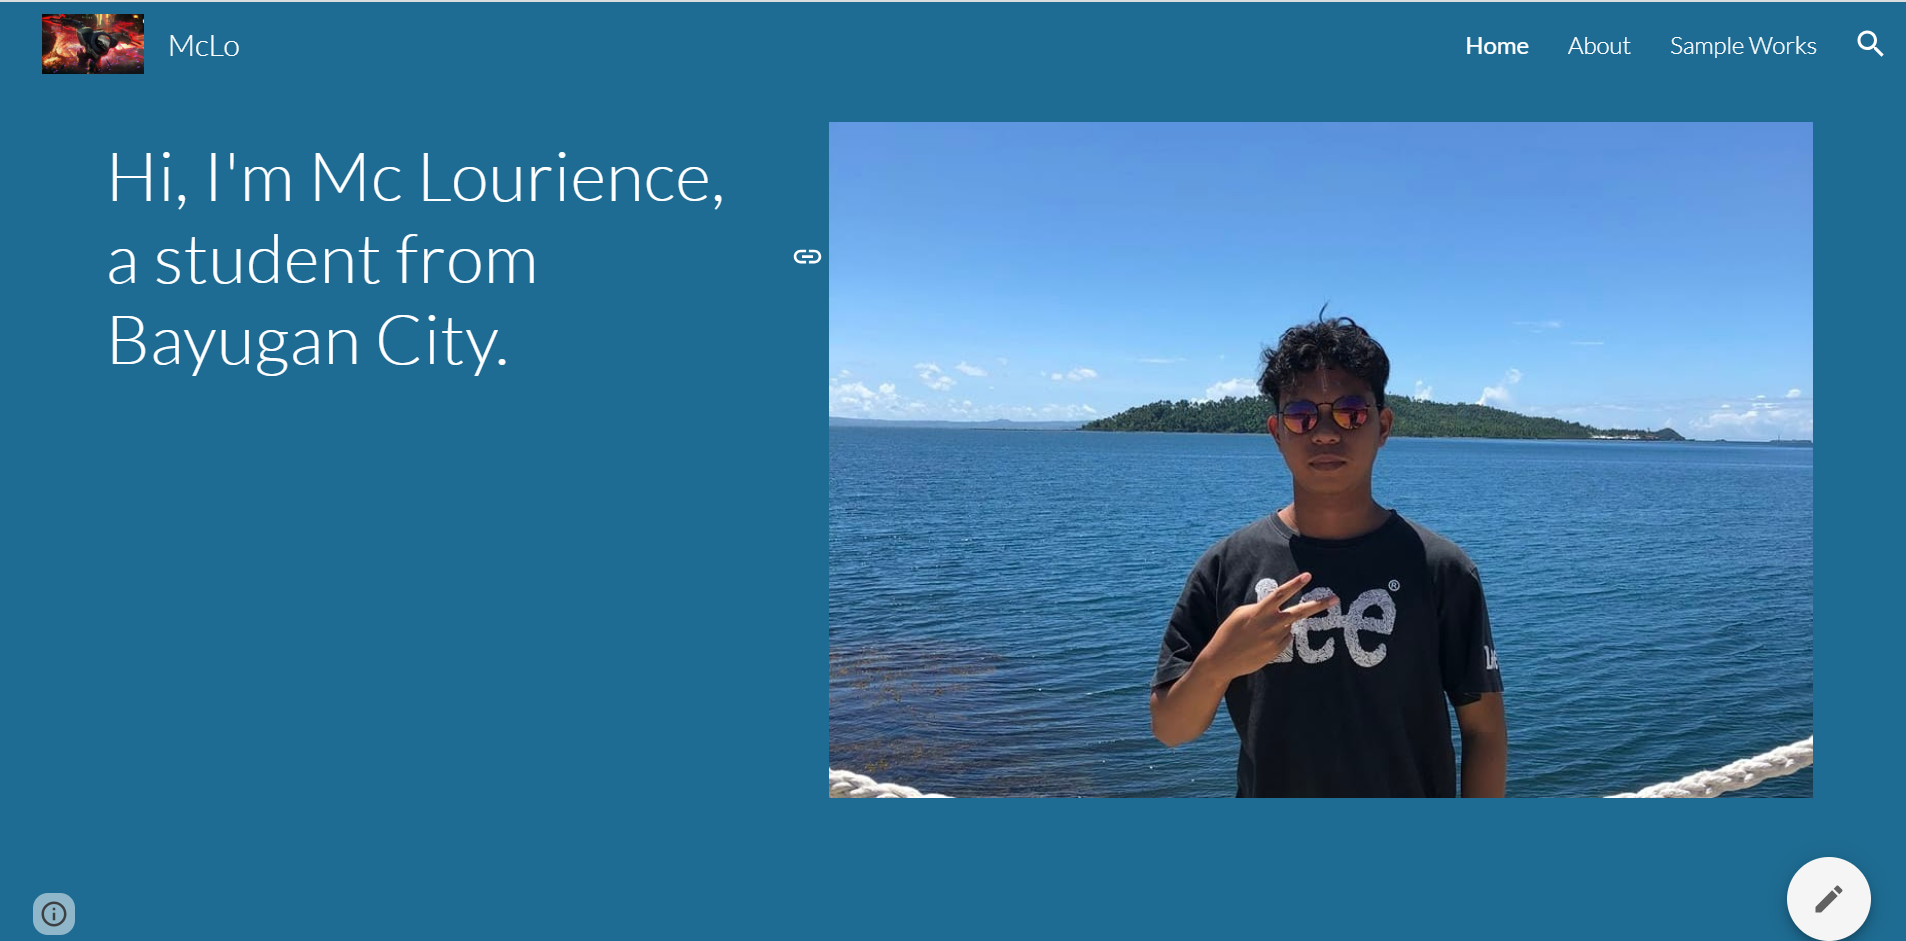 McLo
Home
About
Sample Works
Hi, I'm Mc Lourience,
a student from
Bayugan City.
Lee®